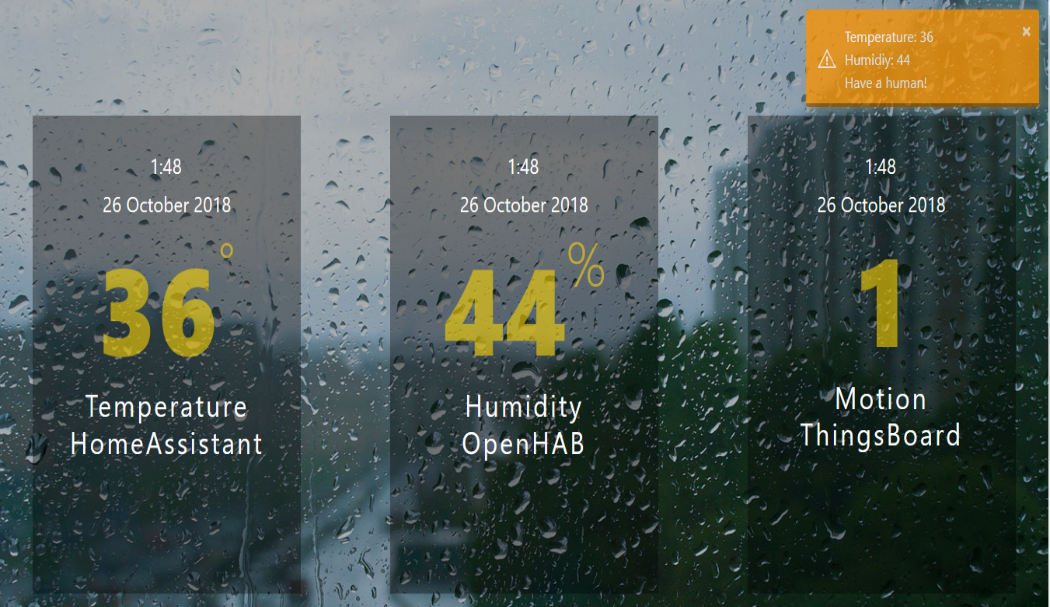 Temperature: 36
Humidiy: 44
Have a human!
×
1:48
26 October 2018
36°
Temperature
HomeAssistant
1:48
26 October 2018
44%
Humidity
OpenHAB
1:48
26 October 2018
1
Motion
ThingsBoard